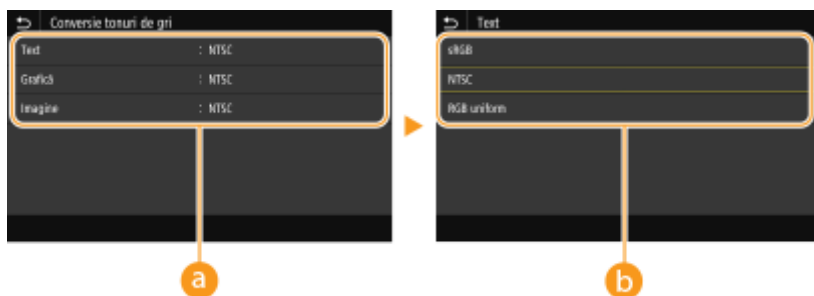 Conversie tonuri de gri
Text : NTSC
Grafică : NTSC
Imagine : NTSC
a
Text
sRGB
NTSC
RGB uniform
b